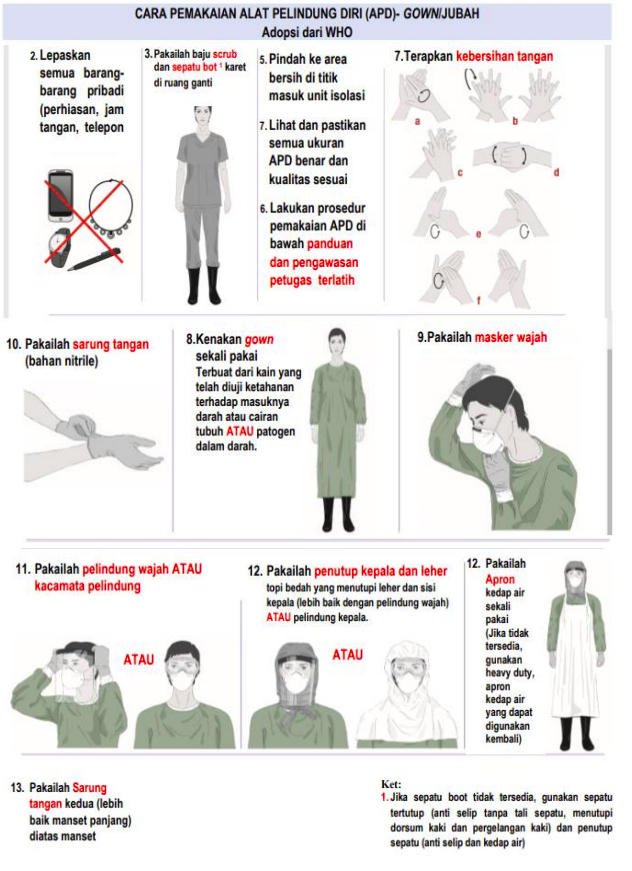 CARA PEMAKAIAN ALAT PELINDUNG DIRI (APD)- GOWN/JUBAH
Adopsi dari WHO
2. Lepaskan
semua barang-
barang pribadi
(perhiasan, jam
tangan, telepon
3.Pakailah baju scrub
dan sepatu bot 1 karet
di ruang ganti
5. Pindah ke area
bersih di titik
masuk unit isolasi
7. Lihat dan pastikan
semua ukuran
APD benar dan
kualitas sesuai
6. Lakukan prosedur
pemakaian APD di
bawah panduan
dan pengawasan
petugas terlatih
7.Terapkan kebersihan tangan
a
b
c
d
e
f
10. Pakailah sarung tangan
(bahan nitrile)
8.Kenakan gown
sekali pakai
Terbuat dari kain yang
telah diuji ketahanan
terhadap masuknya
darah atau cairan
tubuh ATAU patogen
dalam darah.
9.Pakailah masker wajah
11. Pakailah pelindung wajah ATAU
kacamata pelindung
ATAU
12. Pakailah penutup kepala dan leher
topi bedah yang menutupi leher dan sisi
kepala (lebih baik dengan pelindung wajah)
ATAU pelindung kepala.
ATAU
12. Pakailah
Apron
kedap air
sekali
pakai
(Jika tidak
tersedia,
gunakan
heavy duty,
apron
kedap air
yang dapat
digunakan
kembali)
13. Pakailah Sarung
tangan kedua (lebih
baik manset panjang)
diatas manset
Ket:
1. Jika sepatu boot tidak tersedia, gunakan sepatu
tertutup (anti selip tanpa tali sepatu, menutupi
dorsum kaki dan pergelangan kaki) dan penutup
sepatu (anti selip dan kedap air)